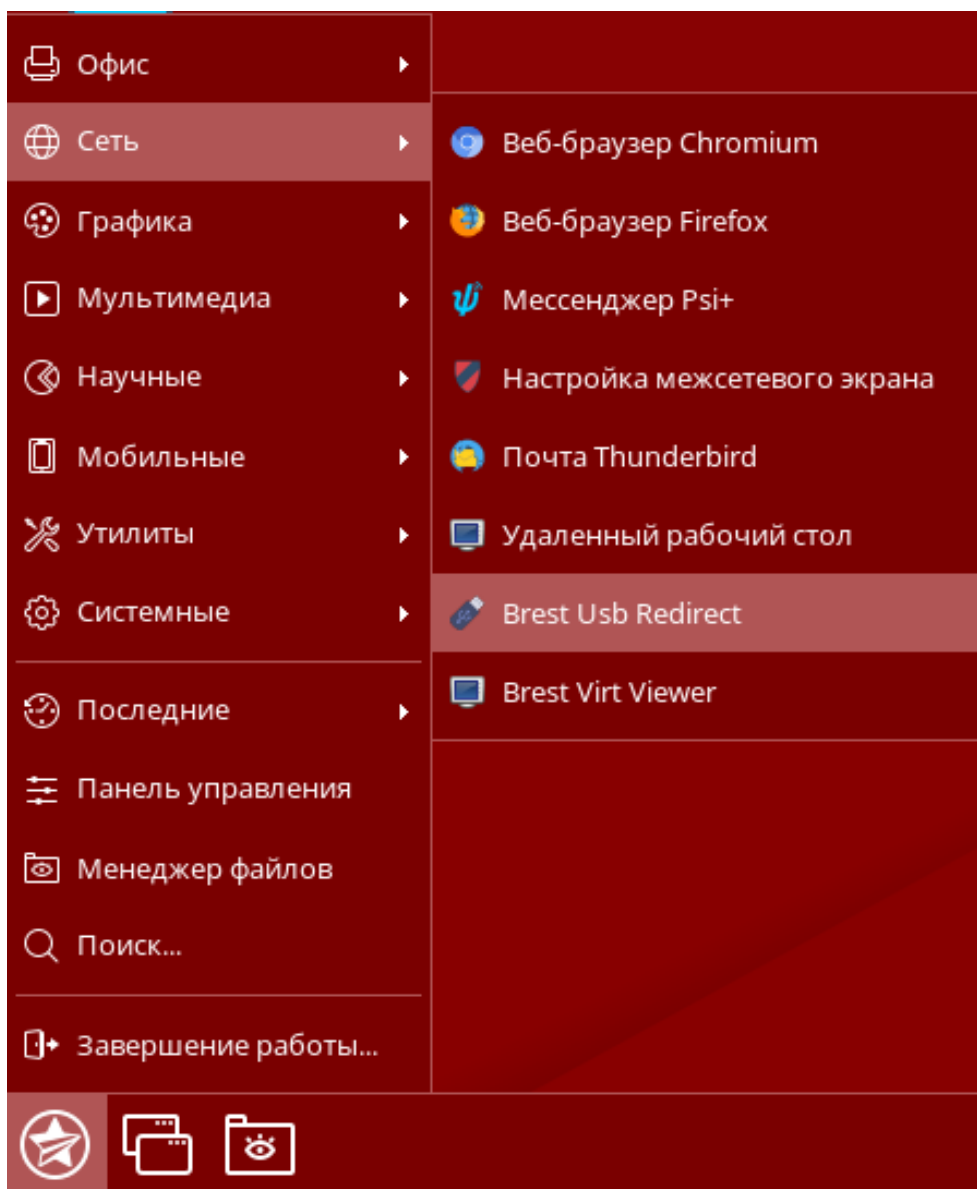 Офис
Сеть
Графика
Мультимедиа
Научные
Мобильные
Утилиты
Системные
Последние
Панель управления
Менеджер файлов
Поиск...
Завершение работы...
Веб-браузер Chromium
Веб-браузер Firefox
Мессенджер Psi+
Настройка межсетевого экрана
Почта Thunderbird
Удаленный рабочий стол
Brest Usb Redirect
Brest Virt Viewer